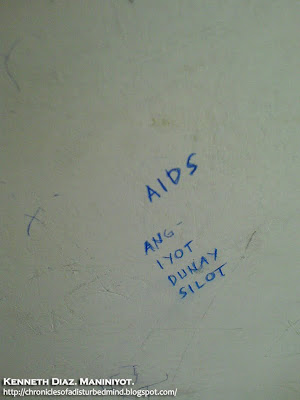 AIDS
ANG
IYOT
DUNAY
SILOT
KENNETH DIAZ. MANINIYOT.
http://chroniclesofadisturbedmind.blogspot.com/